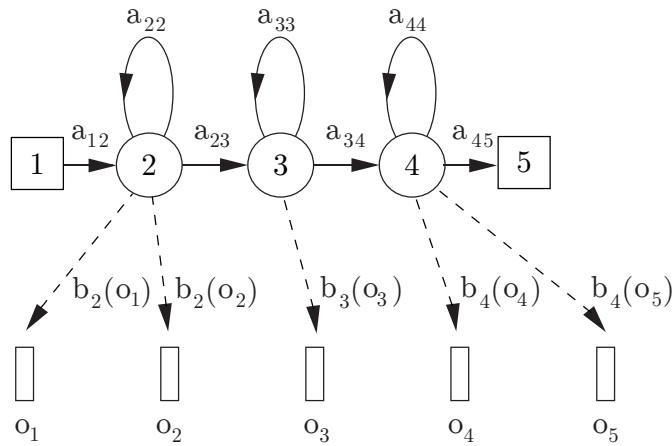 a₂₂ a₃₃ a₄₄
a₁₂ a₂₃ a₃₄ a₄₅
1 2 3 4 5
b₂(o₁) b₂(o₂) b₃(o₃) b₄(o₄) b₄(o₅)
o₁ o₂ o₃ o₄ o₅